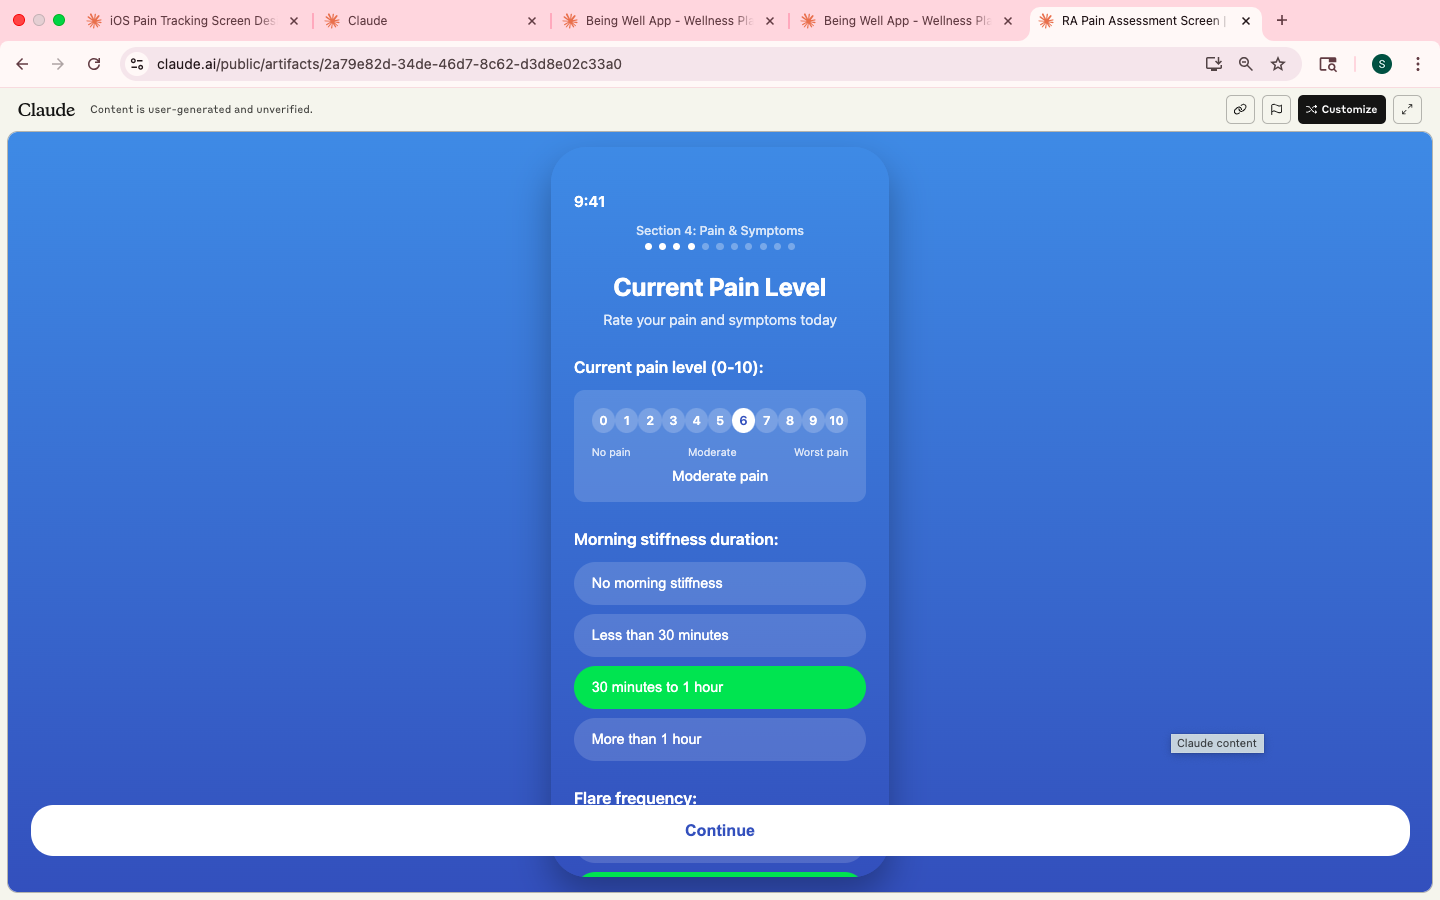 iOS Pain Tracking Screen Des
Claude
Being Well App - Wellness Pla
Being Well App - Wellness Pla
RA Pain Assessment Screen |
claude.ai/public/artifacts/2a79e82d-34de-46d7-8c62-d3d8e02c33a0
S
Claude
Content is user-generated and unverified.
Customize
9:41
Section 4: Pain & Symptoms
Current Pain Level
Rate your pain and symptoms today
Current pain level (0-10):
0 1 2 3 4 5 6 7 8 9 10
No pain Moderate Worst pain
Moderate pain
Morning stiffness duration:
No morning stiffness
Less than 30 minutes
30 minutes to 1 hour
More than 1 hour
Claude content
Flare frequency:
Continue